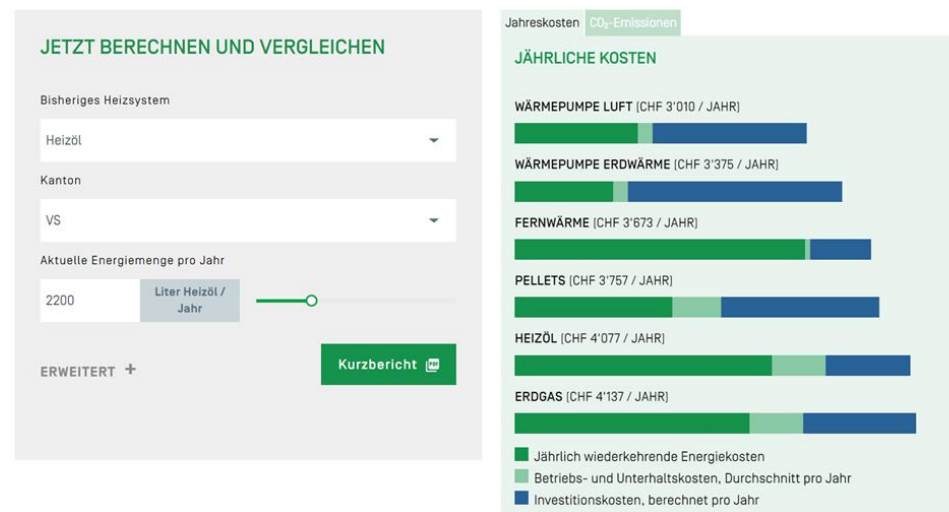 JETZT BERECHNEN UND VERGLEICHEN
Bisheriges Heizsystem
Heizöl
Kanton
VS
Aktuelle Energiemenge pro Jahr
2200
Liter Heizöl /
Jahr
ERWEITERT +
Kurzbericht
Jahreskosten
CO₂-Emissionen
JÄHRLICHE KOSTEN
WÄRMEPUMPE LUFT (CHF 3'010 / JAHR)
WÄRMEPUMPE ERDWÄRME (CHF 3'375 / JAHR)
FERNWÄRME (CHF 3'673 / JAHR)
PELLETS (CHF 3'757 / JAHR)
HEIZÖL (CHF 4'077 / JAHR)
ERDGAS (CHF 4'137 / JAHR)
Jährlich wiederkehrende Energiekosten
Betriebs- und Unterhaltskosten, Durchschnitt pro Jahr
Investitionskosten, berechnet pro Jahr